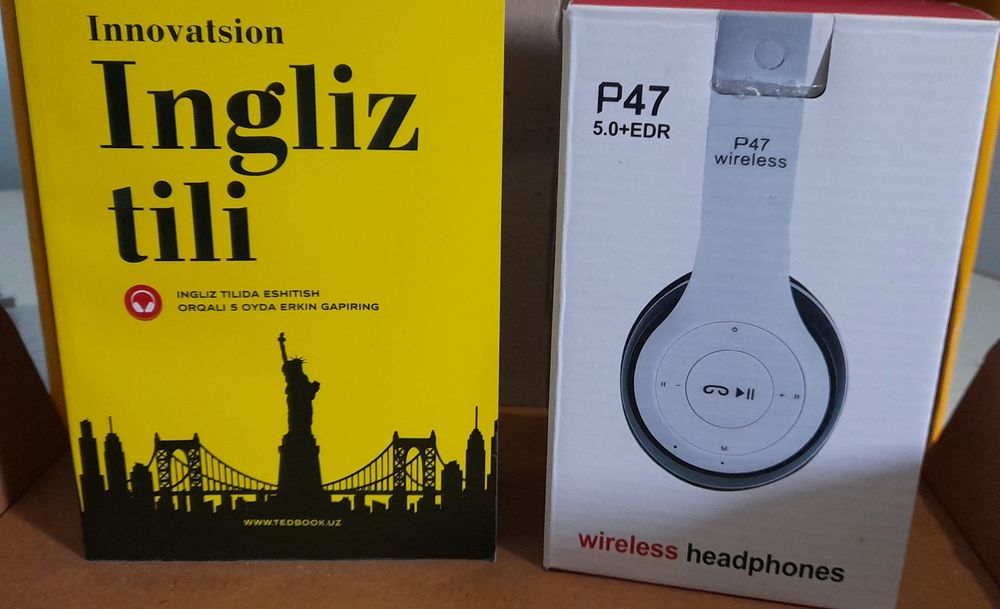 Innovatsion
Ingliz
tili
INGLIZ TILIDA ESHITISH
ORQALI 5 OYDA ERKIN GAPIRING
WWW.TEDBOOK.UZ
P47
5.0+EDR
P47
wireless
M
wireless headphones